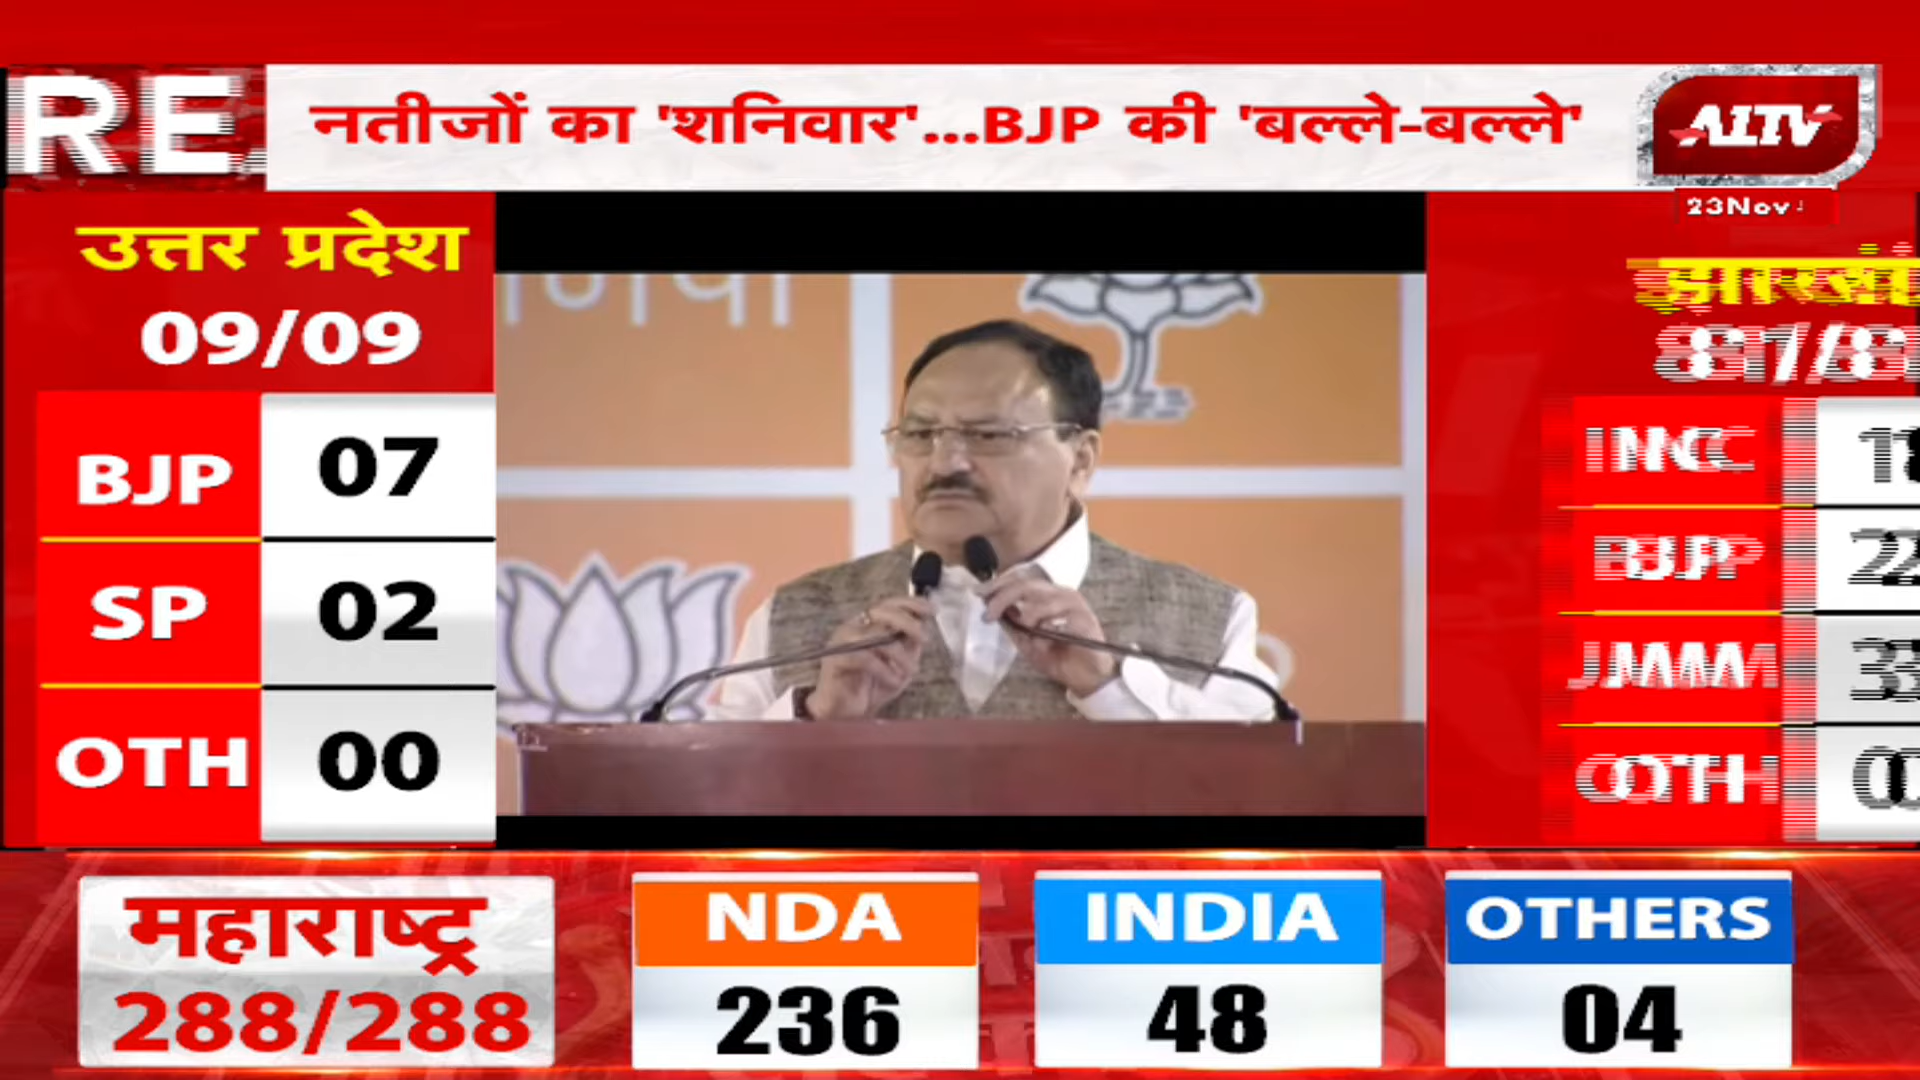 RE
नतीजों का 'शनिवार'...BJP की 'बल्ले-बल्ले'
AITV
23Nov
उत्तर प्रदेश
09/09
BJP 07
SP 02
OTH 00
INC
BJP
JMM
OTH
महाराष्ट्र
288/288
NDA
236
INDIA
48
OTHERS
04